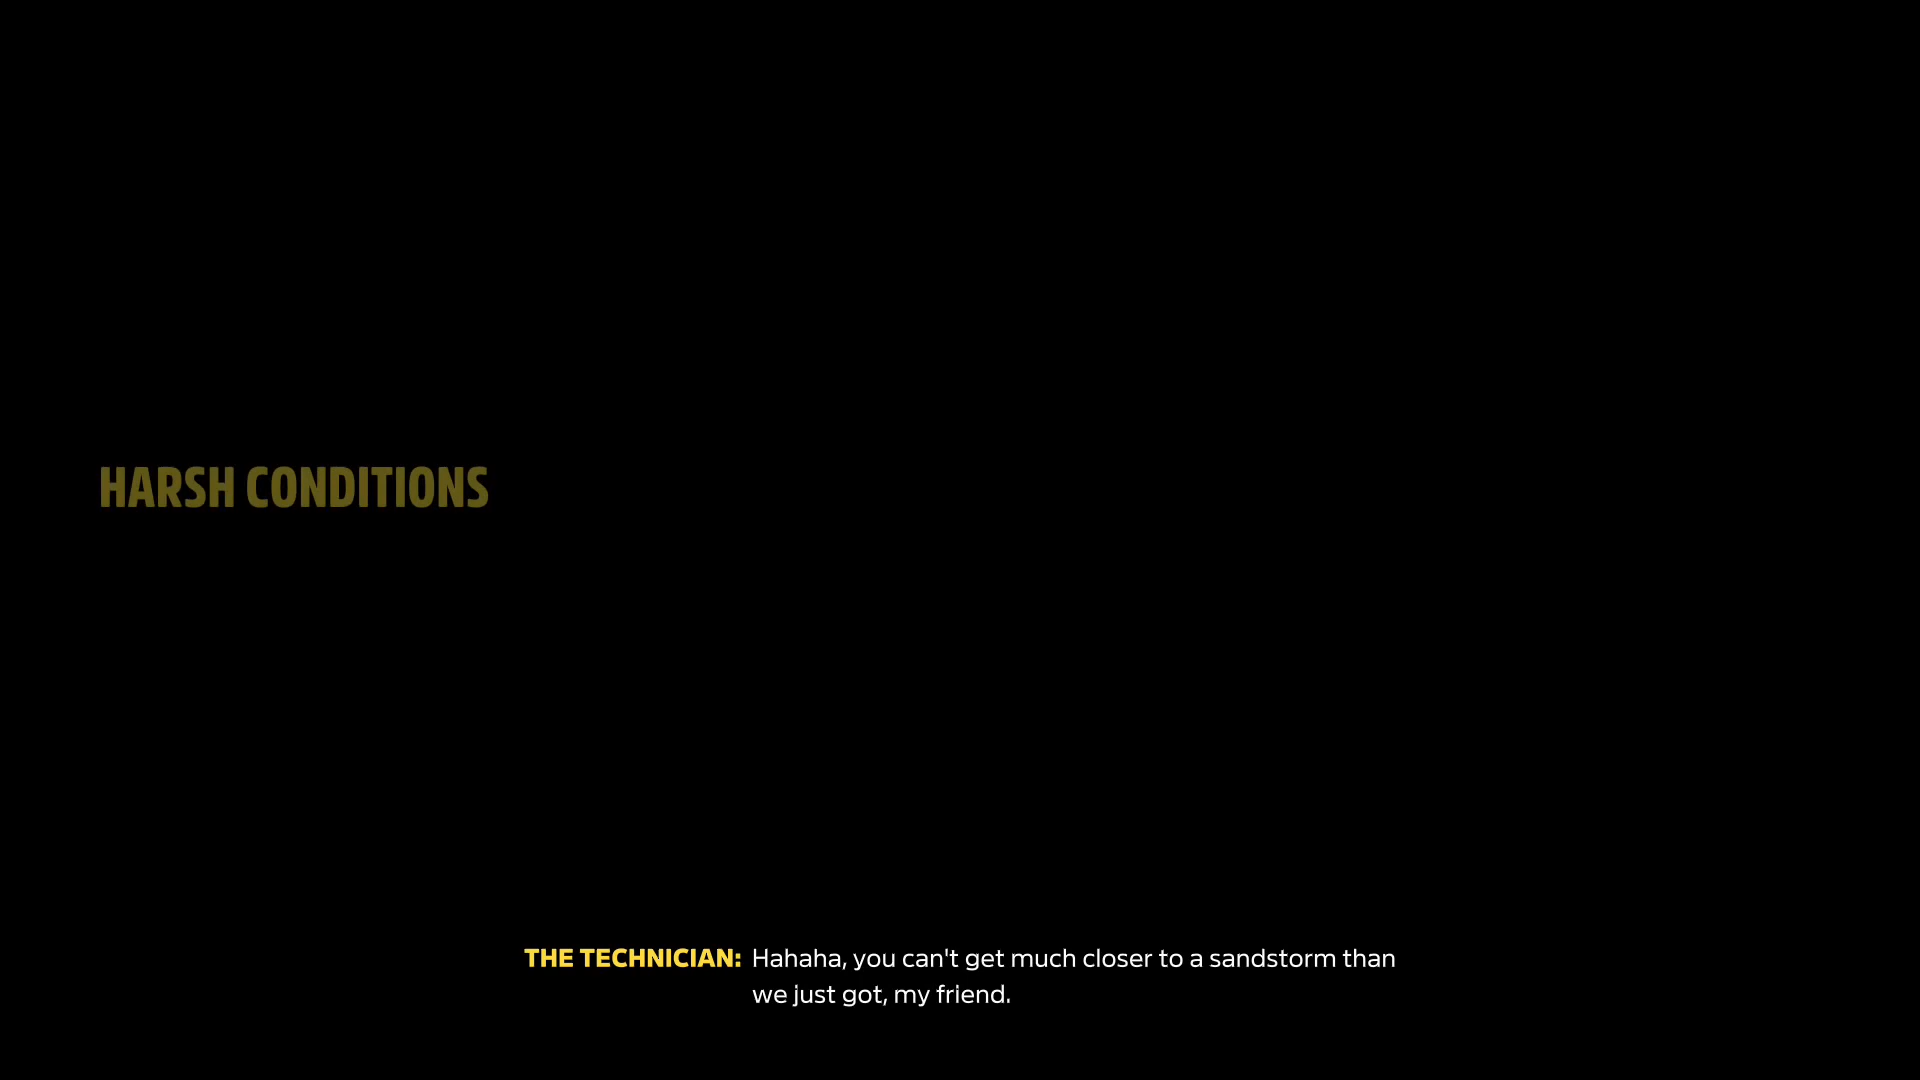 HARSH CONDITIONS
THE TECHNICIAN: Hahaha, you can't get much closer to a sandstorm than
we just got, my friend.